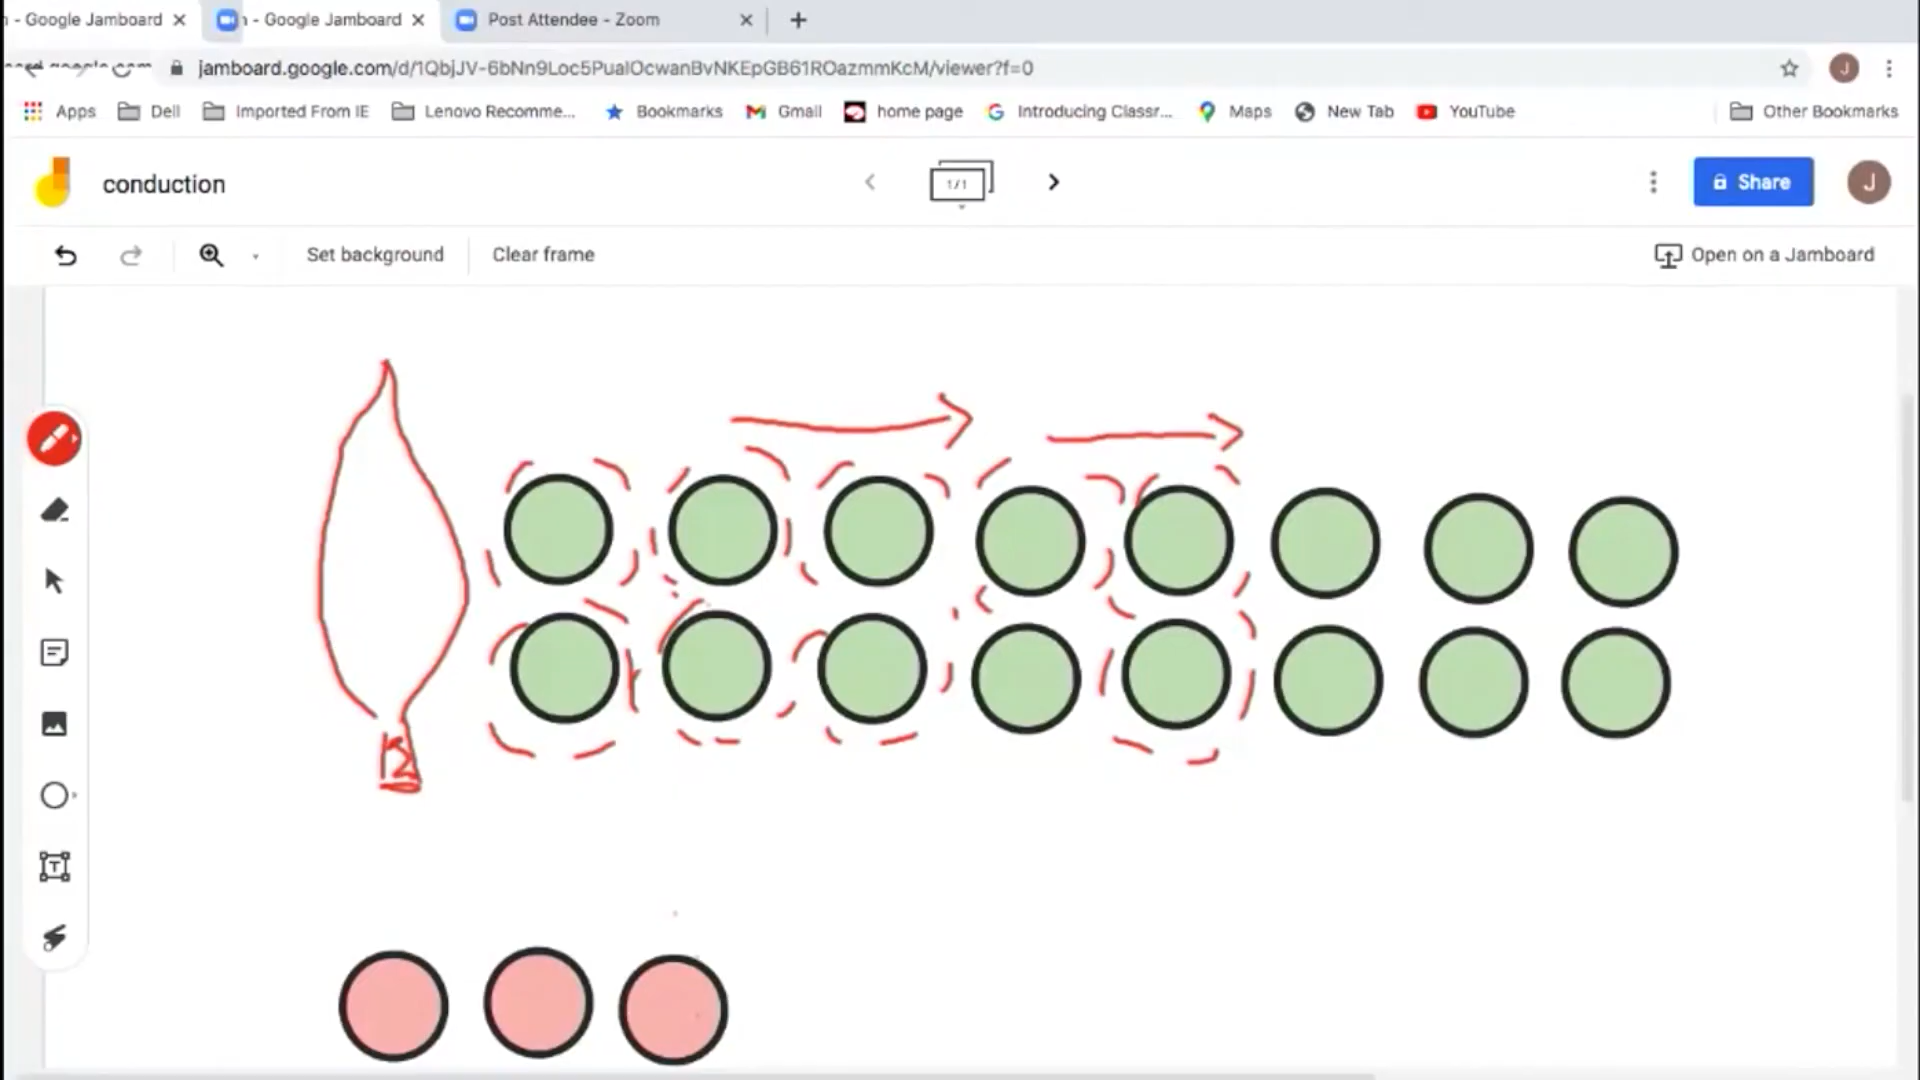 n - Google Jamboard
n - Google Jamboard
Post Attendee - Zoom
jamboard.google.com/d/1QbjJV-6bNn9Loc5PualOcwanBvNKEpGB61ROazmmKcM/viewer?f=0
Apps Dell Imported From IE Lenovo Recomme... Bookmarks Gmail home page Introducing Classr... Maps New Tab YouTube Other Bookmarks
J
conduction
1/1
Share
J
Set background
Clear frame
Open on a Jamboard